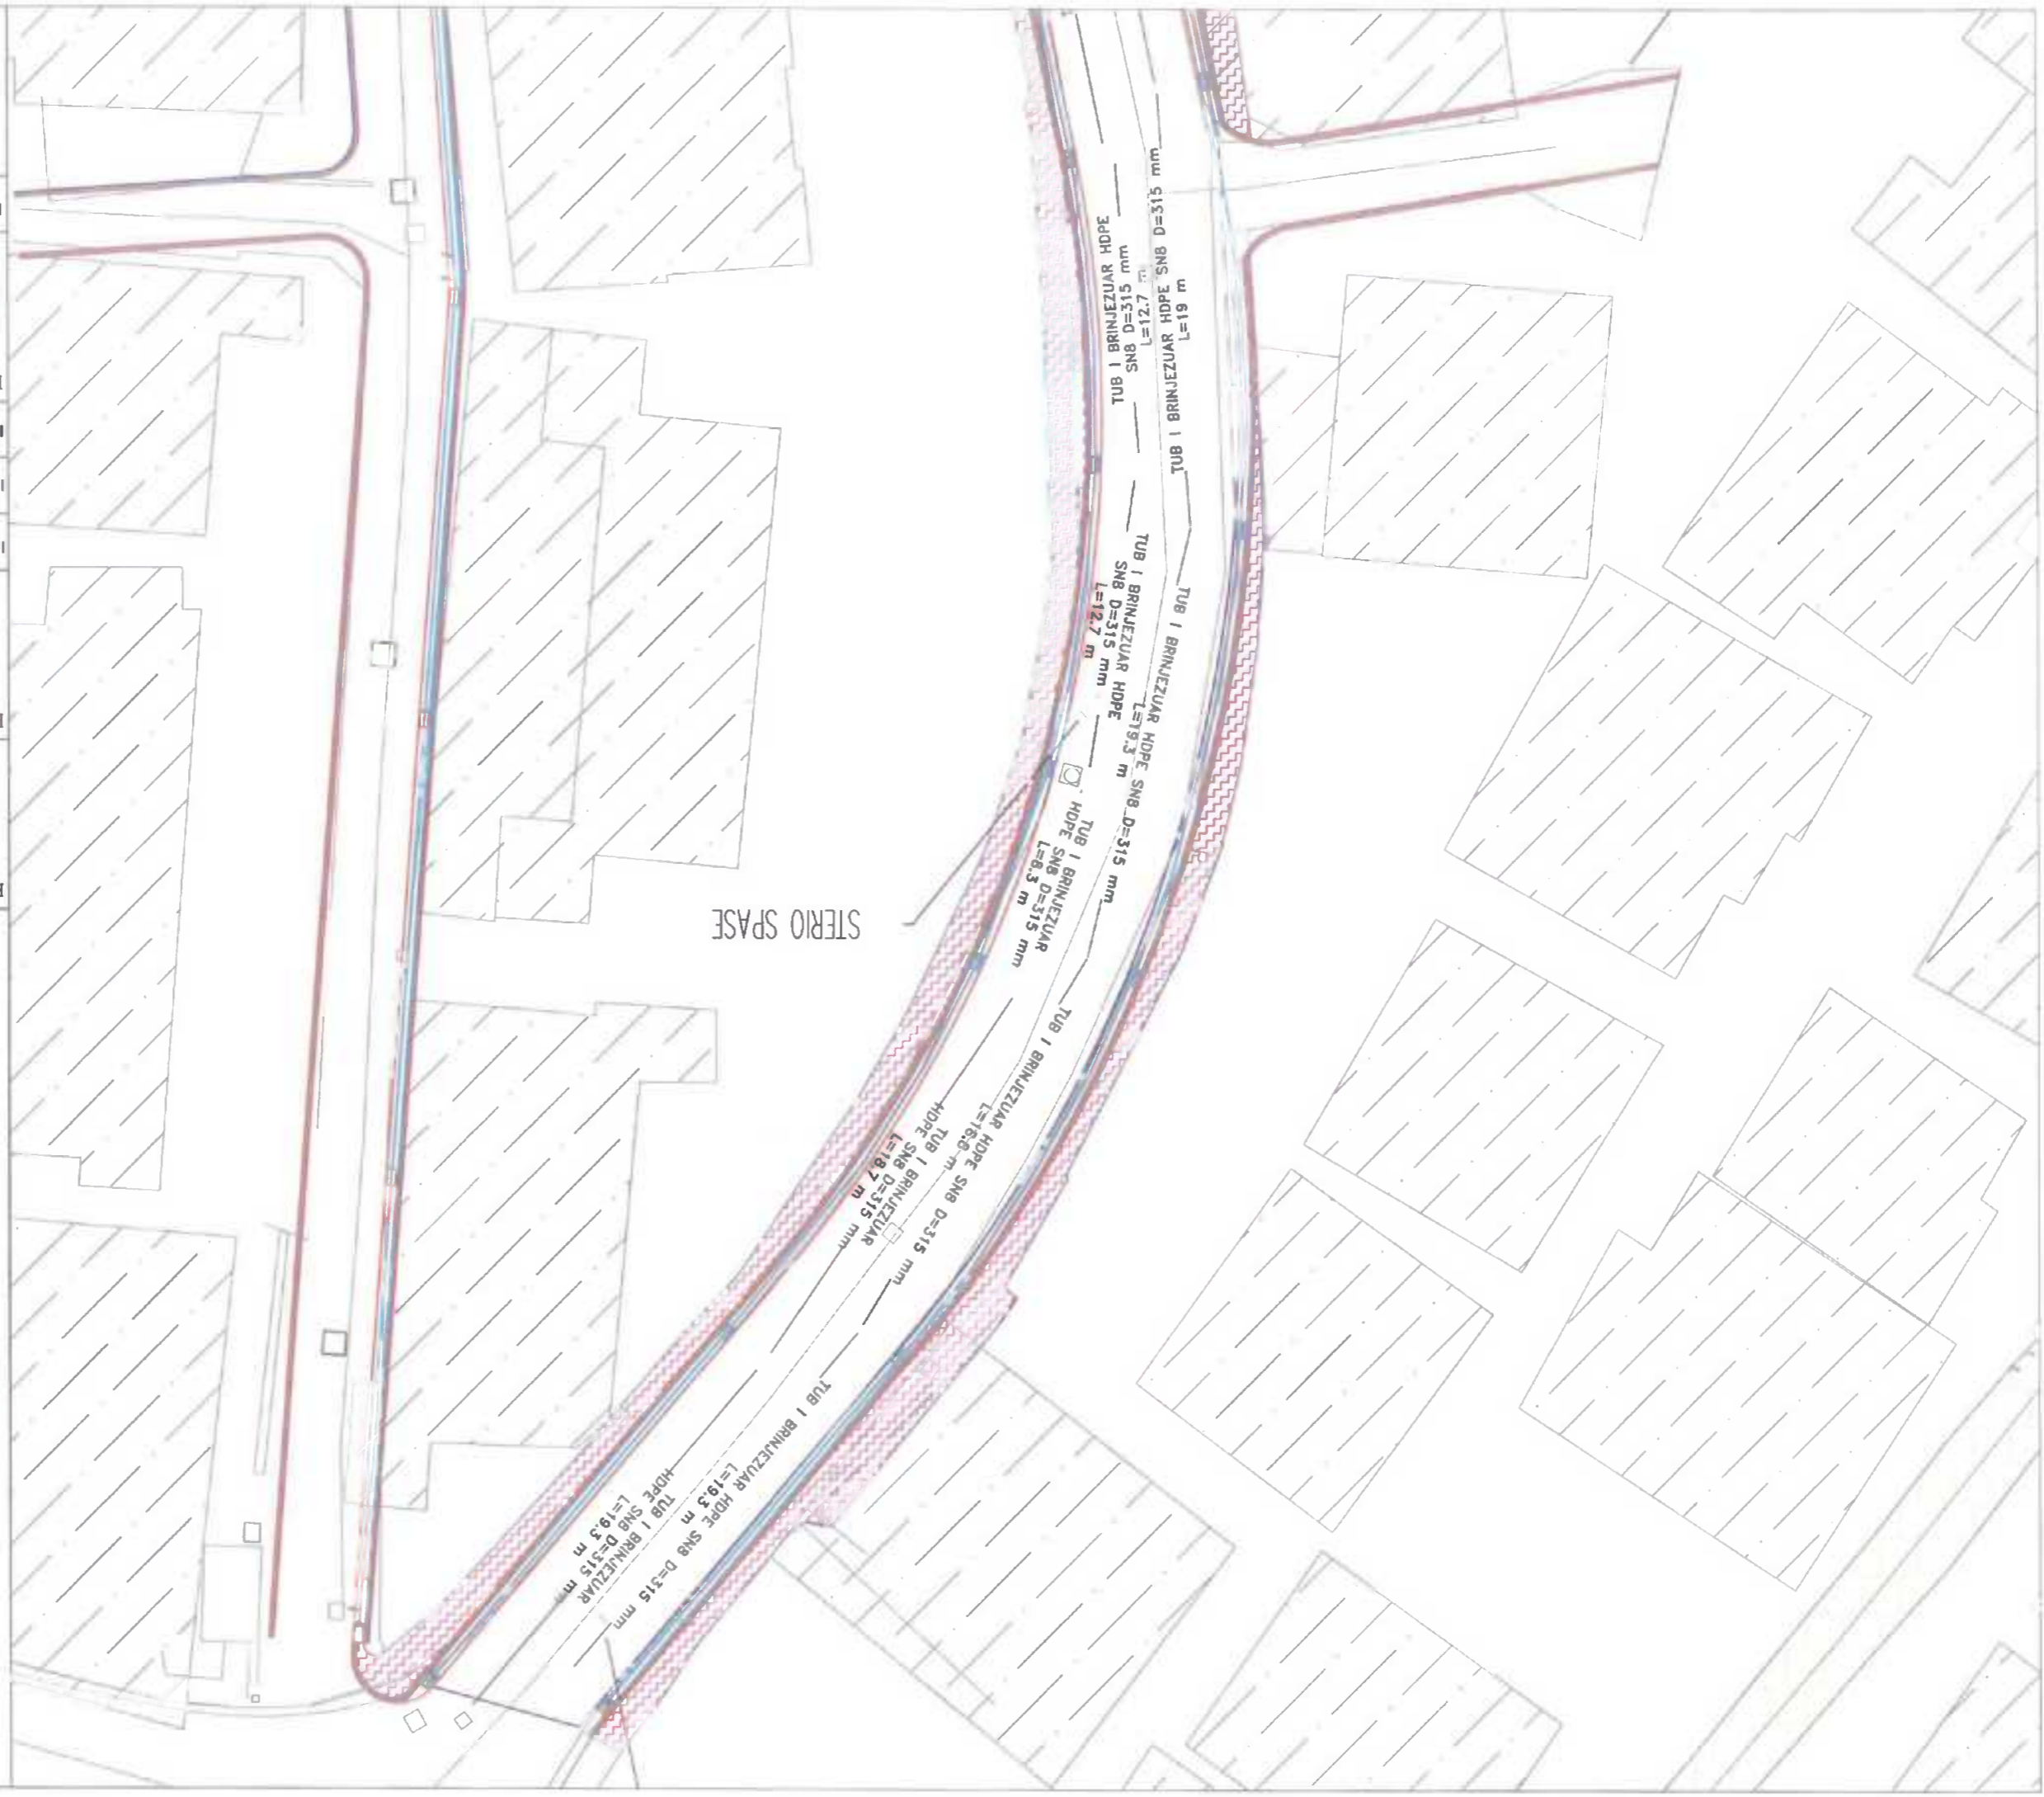 TUB I BRINJEZUAR HDPE
SN8 D=315 mm
L=12.7 m
TUB I BRINJEZUAR HDPE SN8 D=315 mm
L=19 m
TUB I BRINJEZUAR HDPE
SN8 D=315 mm
L=12.7 m
TUB I BRINJEZUAR HDPE SN8 D=315 mm
L=19.3 m
TUB I BRINJEZUAR
HDPE SN8 D=315 mm
L=8.3 m
STERIO SPASE
TUB I BRINJEZUAR HDPE SN8 D=315 mm
L=16.8 m
TUB I BRINJEZUAR
HDPE SN8 D=315 mm
L=18.7 m
TUB I BRINJEZUAR HDPE SN8 D=315 mm
L=19.3 m
TUB I BRINJEZUAR
HDPE SN8 D=315 mm
L=19.3 m